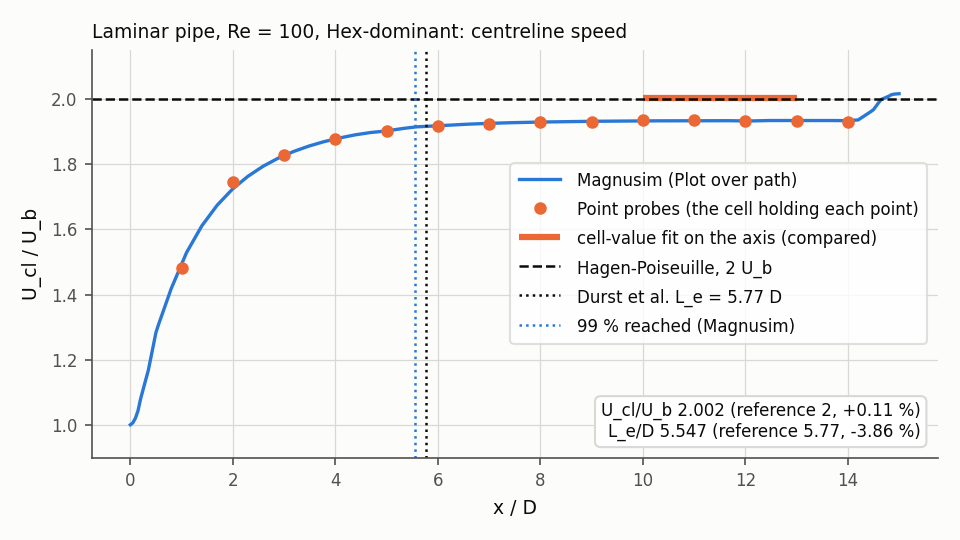 Laminar pipe, Re = 100, Hex-dominant: centreline speed
U_cl / U_b
2.0
1.8
1.6
1.4
1.2
1.0
Magnusim (Plot over path)
Point probes (the cell holding each point)
cell-value fit on the axis (compared)
Hagen-Poiseuille, 2 U_b
Durst et al. L_e = 5.77 D
99 % reached (Magnusim)
U_cl/U_b 2.002 (reference 2, +0.11 %)
L_e/D 5.547 (reference 5.77, -3.86 %)
0 2 4 6 8 10 12 14
x / D